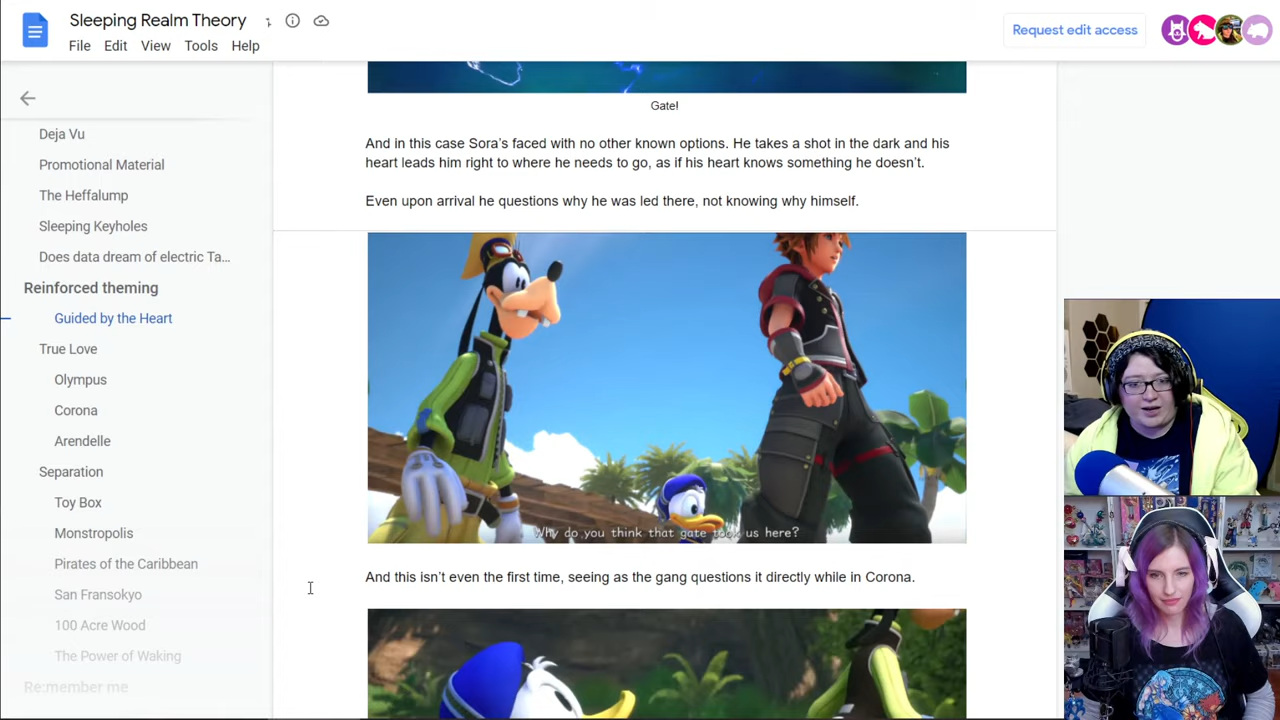 Sleeping Realm Theory
File Edit View Tools Help
Request edit access
Deja Vu
Promotional Material
The Heffalump
Sleeping Keyholes
Does data dream of electric Ta...
Reinforced theming
Guided by the Heart
True Love
Olympus
Corona
Arendelle
Separation
Toy Box
Monstropolis
Pirates of the Caribbean
San Fransokyo
100 Acre Wood
The Power of Waking
Re:member me
Gate!
And in this case Sora's faced with no other known options. He takes a shot in the dark and his
heart leads him right to where he needs to go, as if his heart knows something he doesn't.
Even upon arrival he questions why he was led there, not knowing why himself.
Why do you think that gate took us here?
And this isn't even the first time, seeing as the gang questions it directly while in Corona.